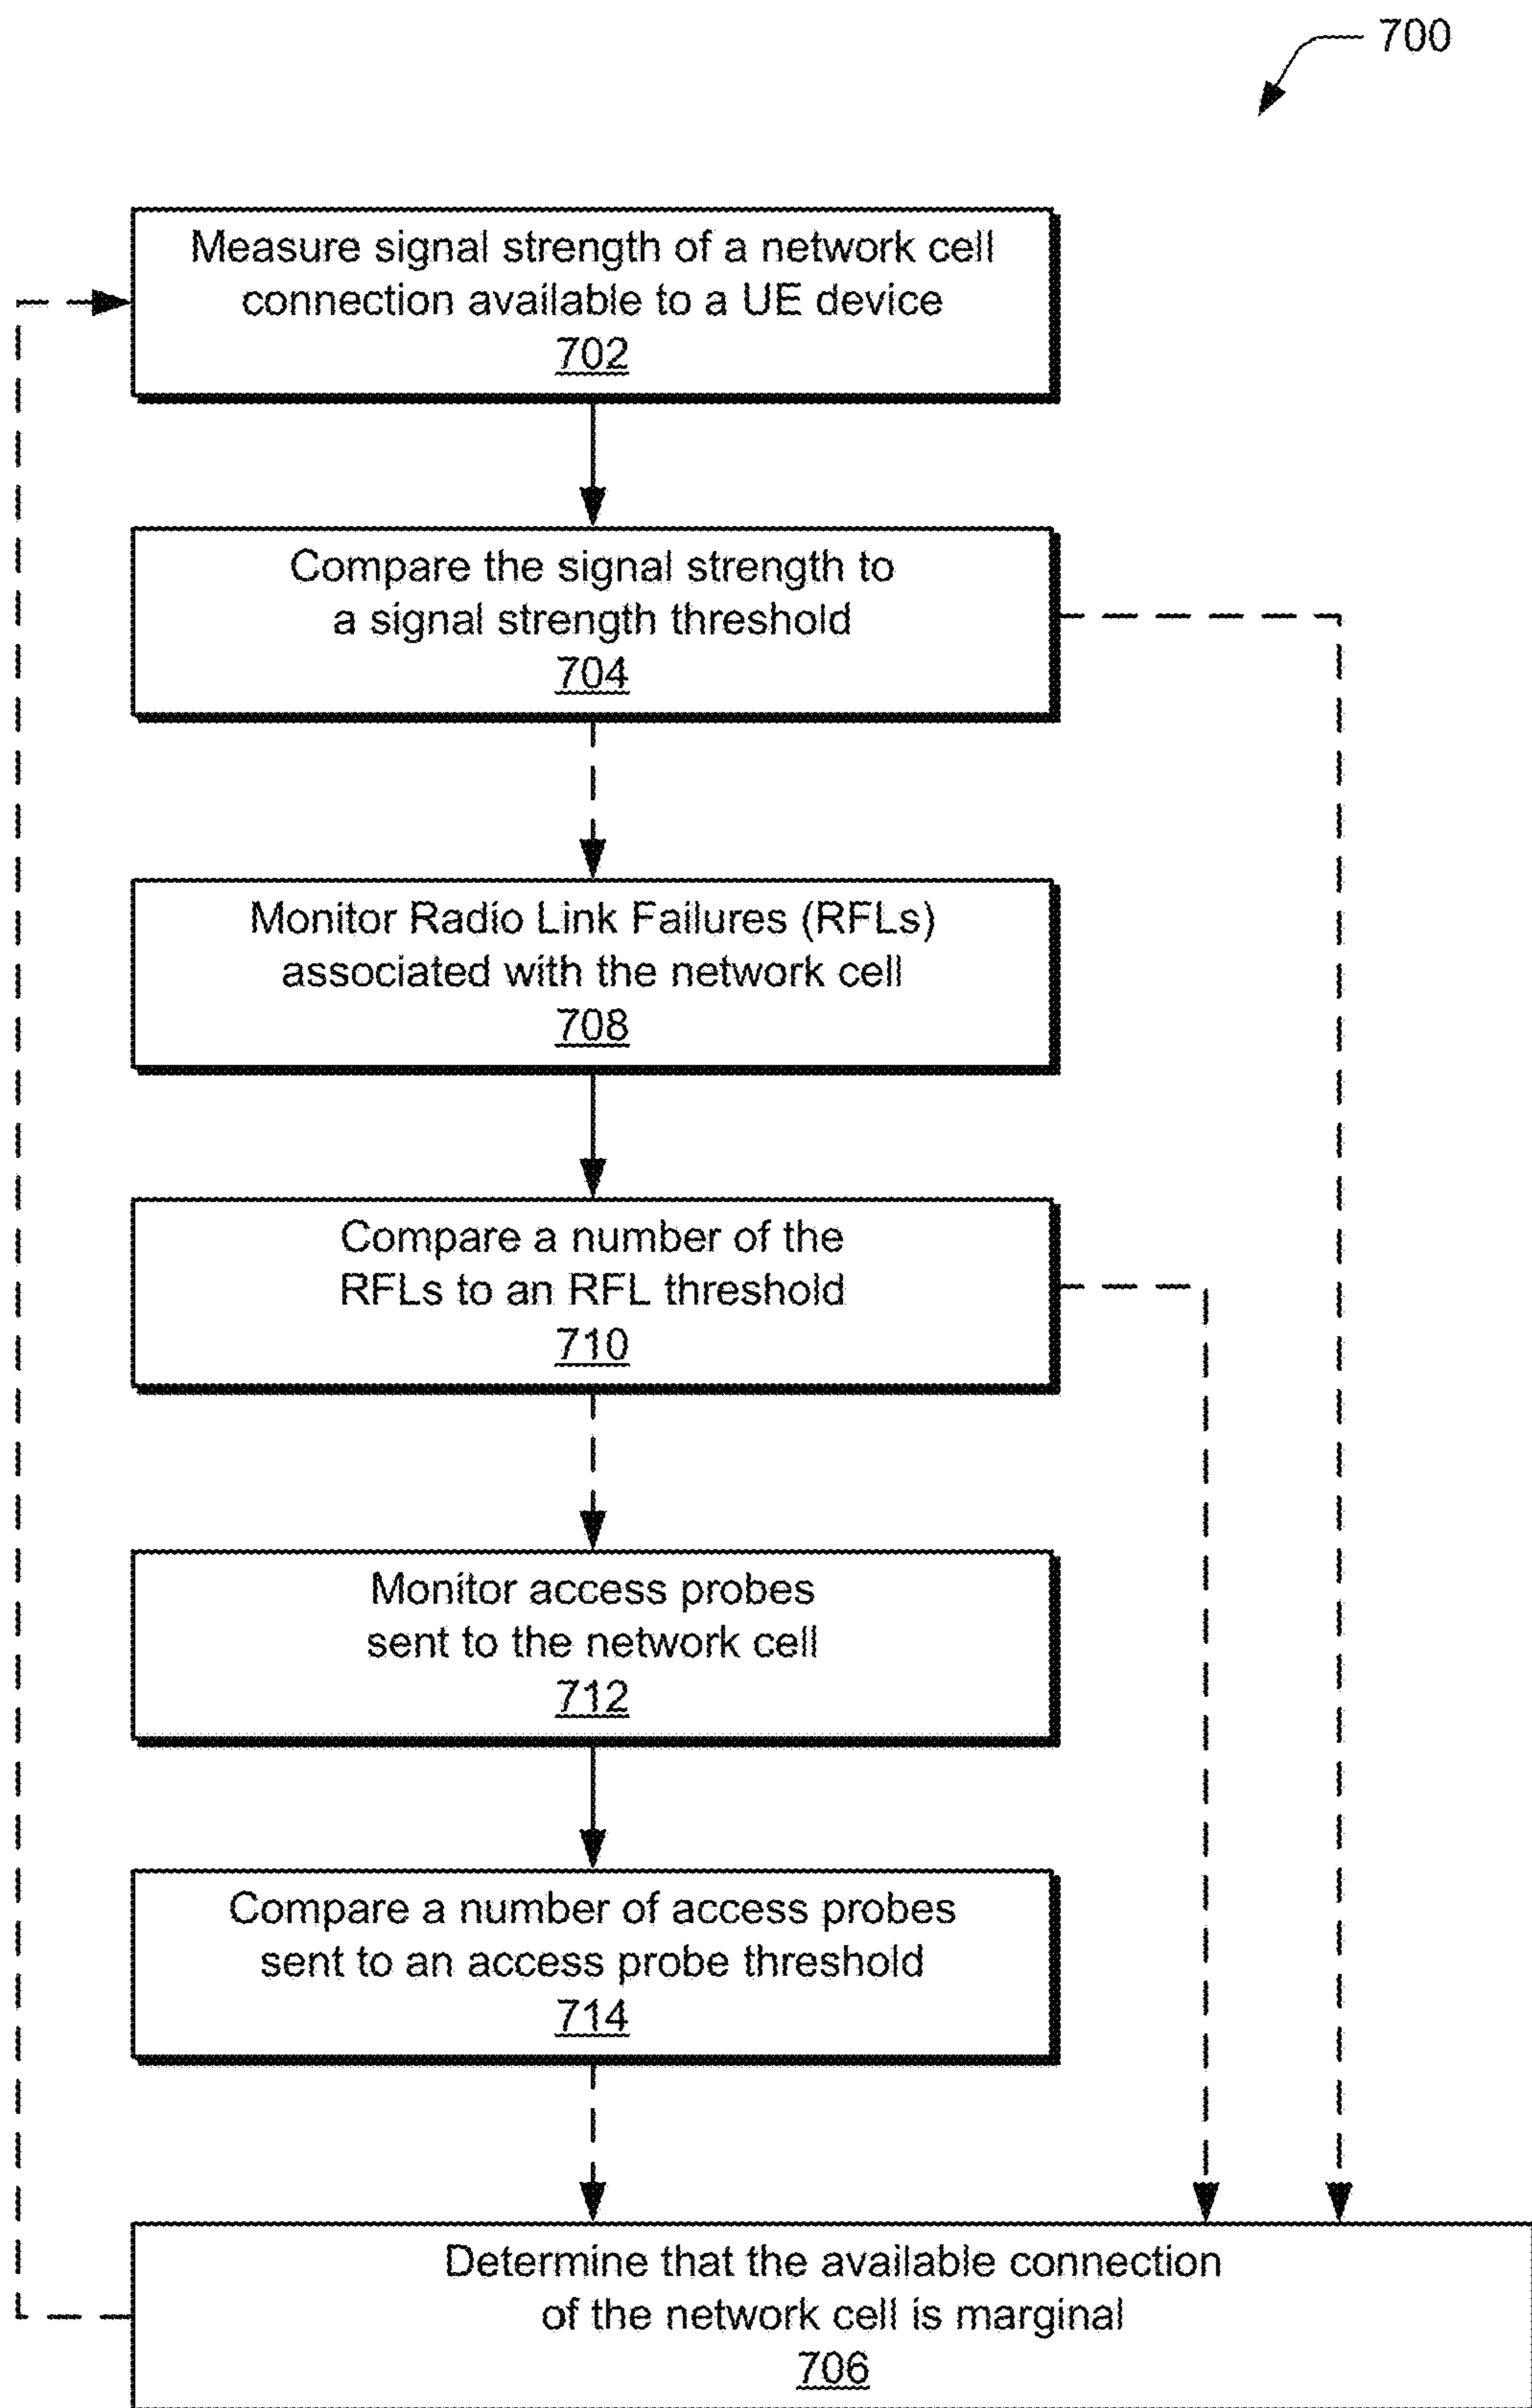 700
Measure signal strength of a network cell
connection available to a UE device
702
Compare the signal strength to
a signal strength threshold
704
Monitor Radio Link Failures (RFLs)
associated with the network cell
708
Compare a number of the
RFLs to an RFL threshold
710
Monitor access probes
sent to the network cell
712
Compare a number of access probes
sent to an access probe threshold
714
Determine that the available connection
of the network cell is marginal
706